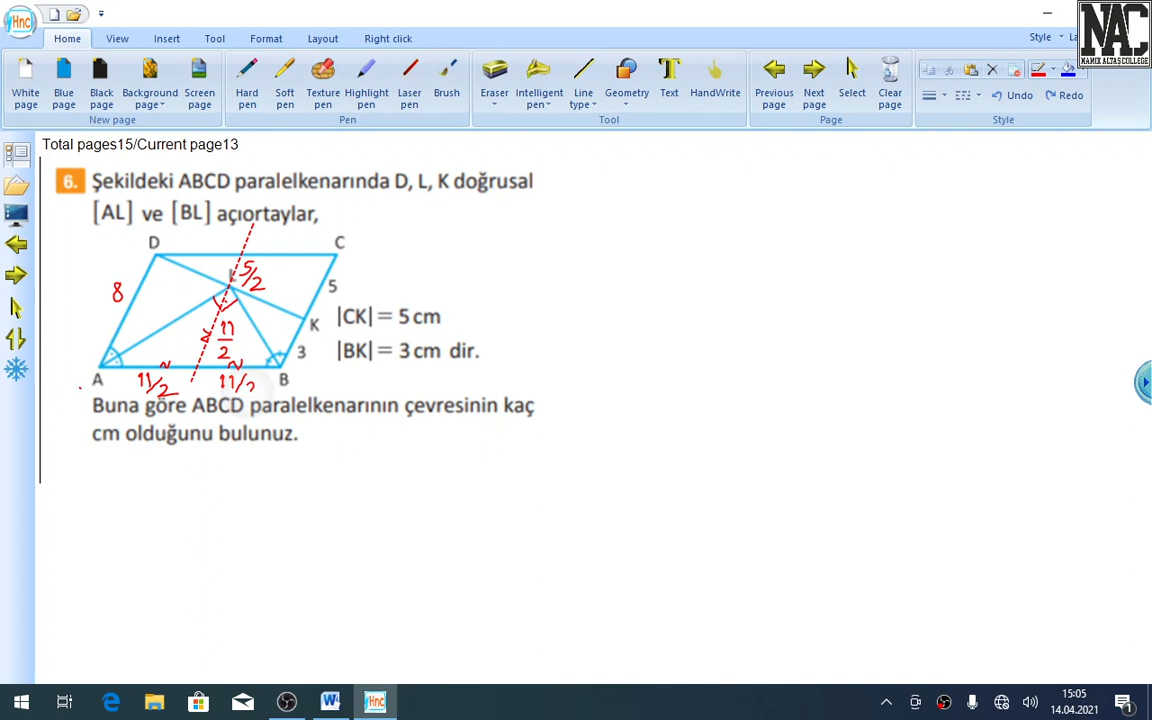 Hnc
Home View Insert Tool Format Layout Right click Style
White page Blue page Black page Background page Screen page Hard pen Soft pen Texture pen Highlight pen Laser pen Brush Eraser Intelligent pen Line type Geometry Text HandWrite Previous page Next page Select Clear page Undo Redo
New page Pen Tool Page Style
NAC
NAMIK ALTAS COLLEGE
Total pages15/Current page13
6. Şekildeki ABCD paralelkenarında D, L, K doğrusal
[AL] ve [BL] açıortaylar,
D C
L 5/2
8 5
K |CK| = 5 cm
11/2
3 |BK| = 3 cm dir.
A 11/2 B
Buna göre ABCD paralelkenarının çevresinin kaç
cm olduğunu bulunuz.
Hnc
15:05
14.04.2021
1